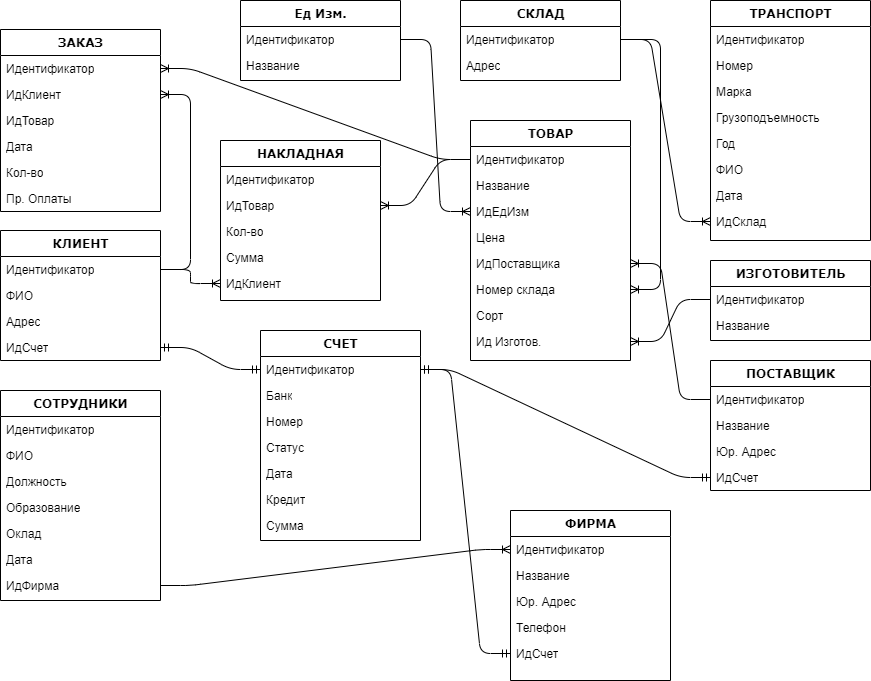 ЗАКАЗ
Идентификатор
ИдКлиент
ИдТовар
Дата
Кол-во
Пр. Оплаты
Ед Изм.
Идентификатор
Название
СКЛАД
Идентификатор
Адрес
ТРАНСПОРТ
Идентификатор
Номер
Марка
Грузоподъемность
Год
ФИО
Дата
ИдСклад
НАКЛАДНАЯ
Идентификатор
ИдТовар
Кол-во
Сумма
ИдКлиент
ТОВАР
Идентификатор
Название
ИдЕдИзм
Цена
ИдПоставщика
Номер склада
Сорт
Ид Изготов.
КЛИЕНТ
Идентификатор
ФИО
Адрес
ИдСчет
ИЗГОТОВИТЕЛЬ
Идентификатор
Название
СЧЕТ
Идентификатор
Банк
Номер
Статус
Дата
Кредит
Сумма
ПОСТАВЩИК
Идентификатор
Название
Юр. Адрес
ИдСчет
СОТРУДНИКИ
Идентификатор
ФИО
Должность
Образование
Оклад
Дата
ИдФирма
ФИРМА
Идентификатор
Название
Юр. Адрес
Телефон
ИдСчет